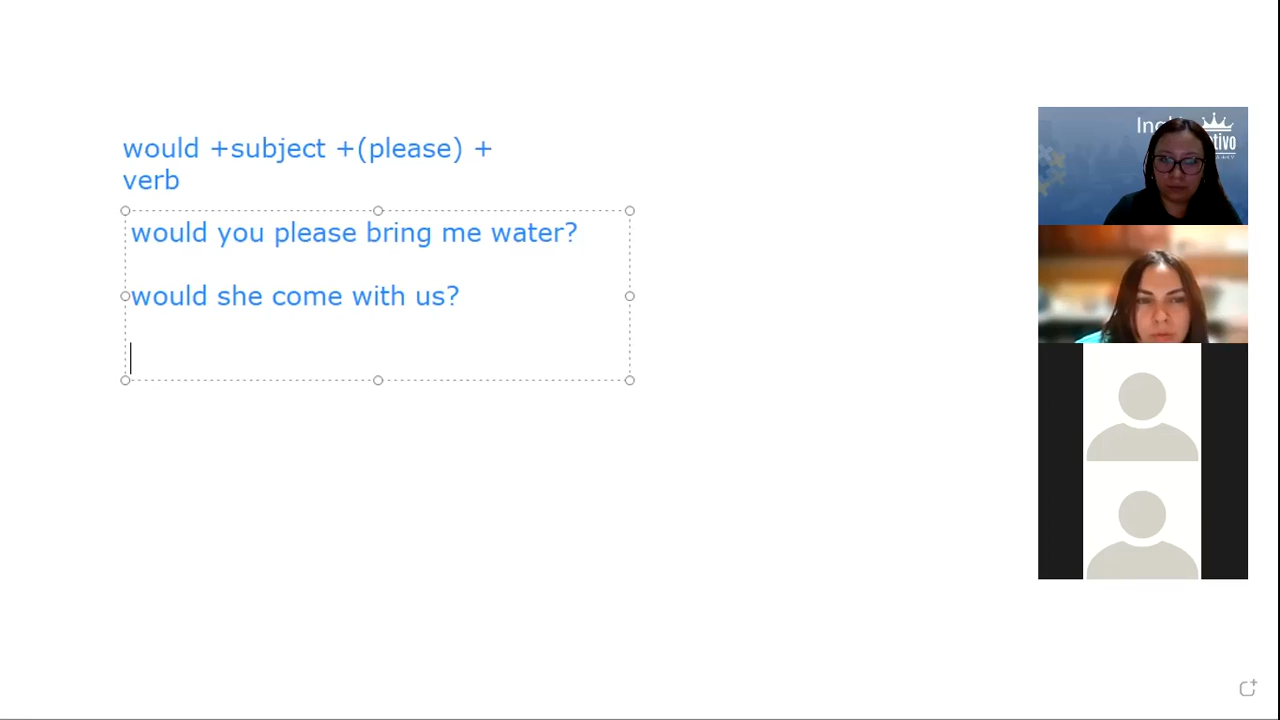 would +subject +(please) +
verb
would you please bring me water?
would she come with us?